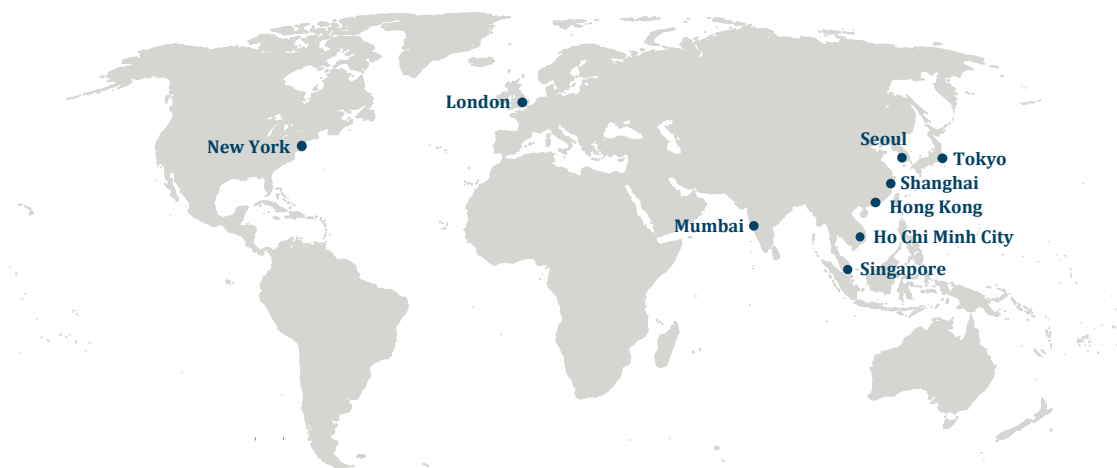 London
New York
Seoul
Tokyo
Shanghai
Hong Kong
Mumbai
Ho Chi Minh City
Singapore